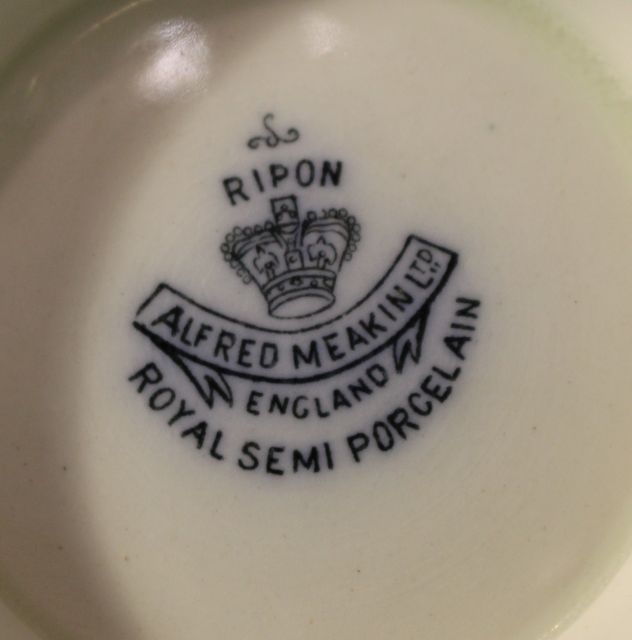 RIPON
ALFRED MEAKIN LTD
ENGLAND
ROYAL SEMI PORCELAIN